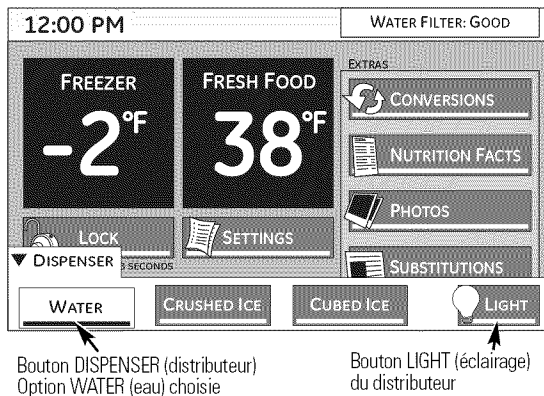 12:00 PM
WATER FILTER: GOOD
FREEZER
-2°F
FRESH FOOD
38°F
EXTRAS
CONVERSIONS
NUTRITION FACTS
PHOTOS
SUBSTITUTIONS
LOCK
3 SECONDS
SETTINGS
▼ DISPENSER
WATER
CRUSHED ICE
CUBED ICE
LIGHT
Bouton DISPENSER (distributeur)
Option WATER (eau) choisie
Bouton LIGHT (éclairage)
du distributeur